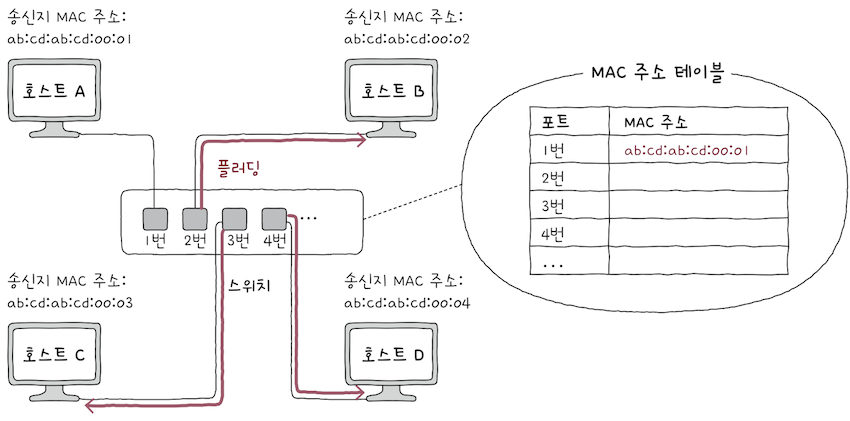 송신지 MAC 주소:
ab:cd:ab:cd:00:01
호스트 A
송신지 MAC 주소:
ab:cd:ab:cd:00:02
호스트 B
플러딩
1번 2번 3번 4번 ...
스위치
송신지 MAC 주소:
ab:cd:ab:cd:00:03
호스트 C
송신지 MAC 주소:
ab:cd:ab:cd:00:04
호스트 D
MAC 주소 테이블
포트 MAC 주소
1번 ab:cd:ab:cd:00:01
2번
3번
4번
...